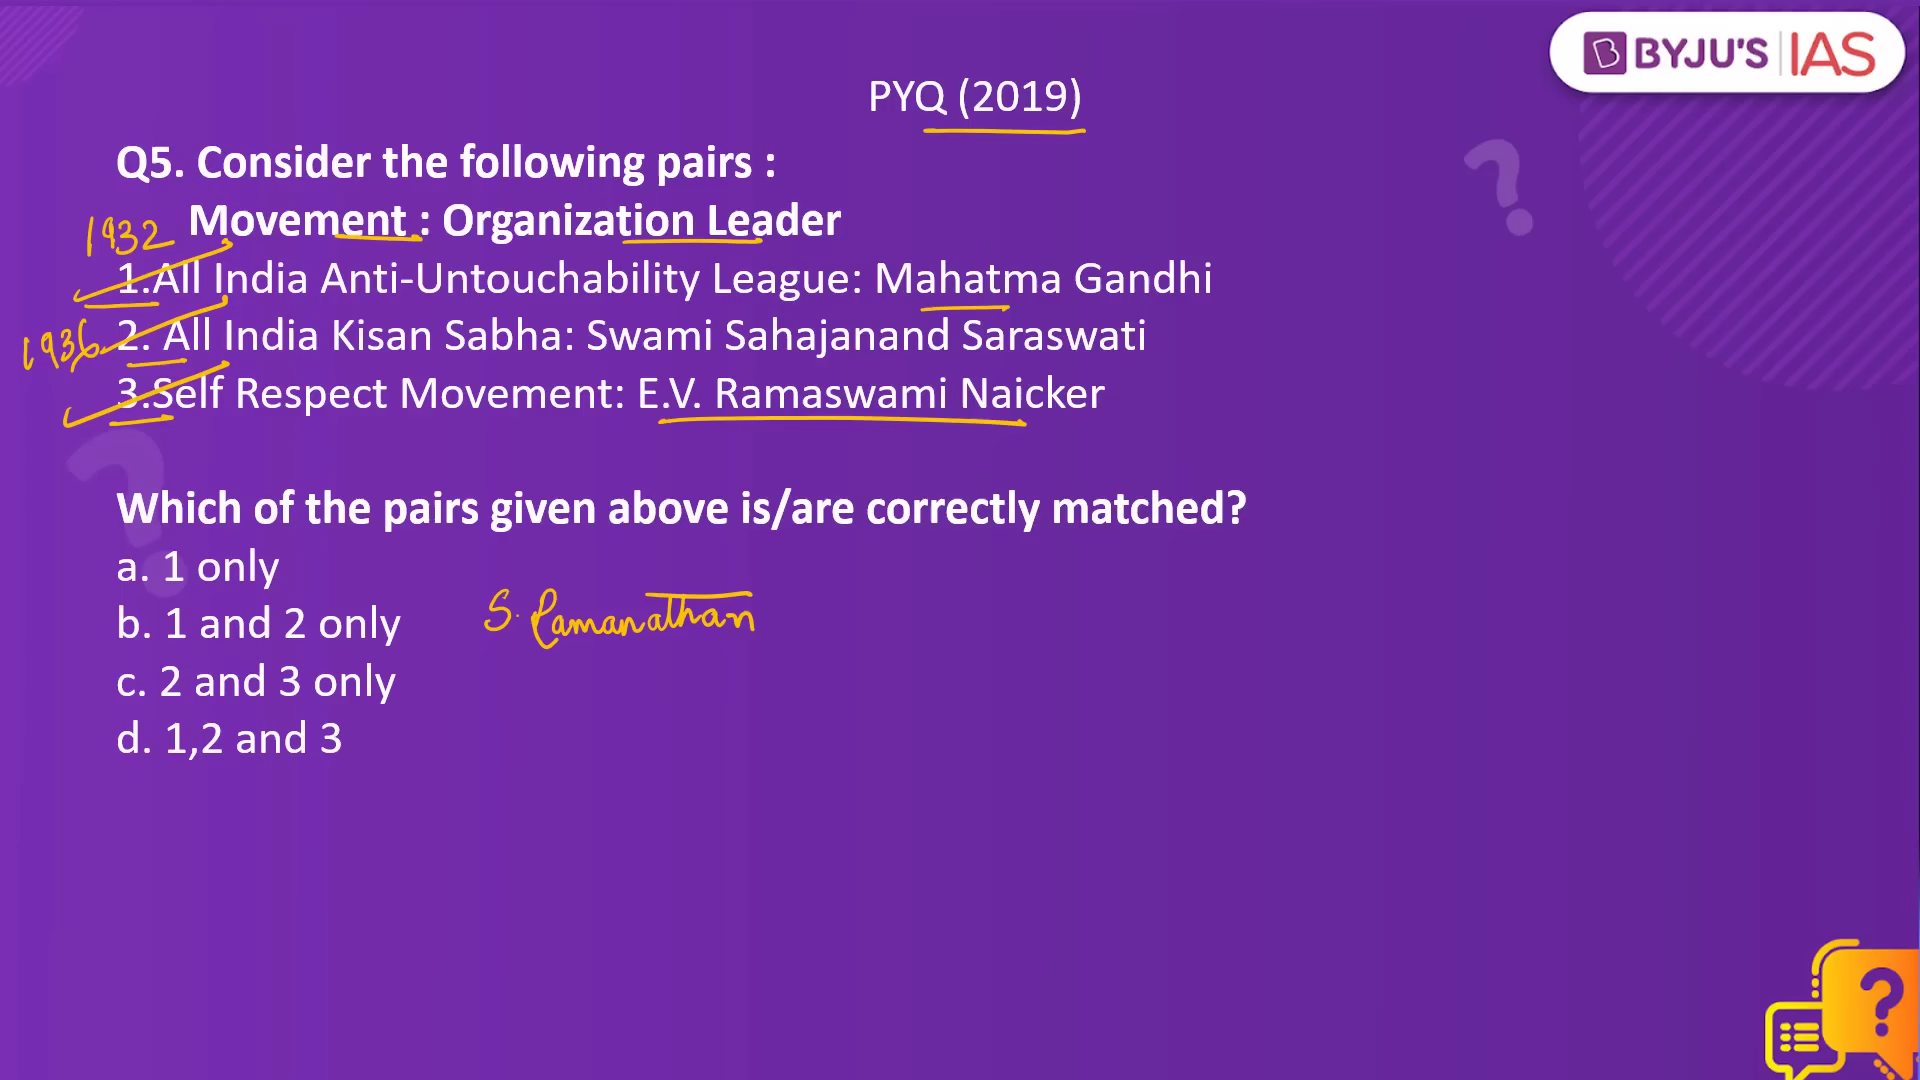 BYJU'S IAS
PYQ (2019)
Q5. Consider the following pairs :
Movement : Organization Leader
1932
1.All India Anti-Untouchability League: Mahatma Gandhi
1936
2. All India Kisan Sabha: Swami Sahajanand Saraswati
3.Self Respect Movement: E.V. Ramaswami Naicker
Which of the pairs given above is/are correctly matched?
a. 1 only
b. 1 and 2 only
S. Ramanathan
c. 2 and 3 only
d. 1,2 and 3